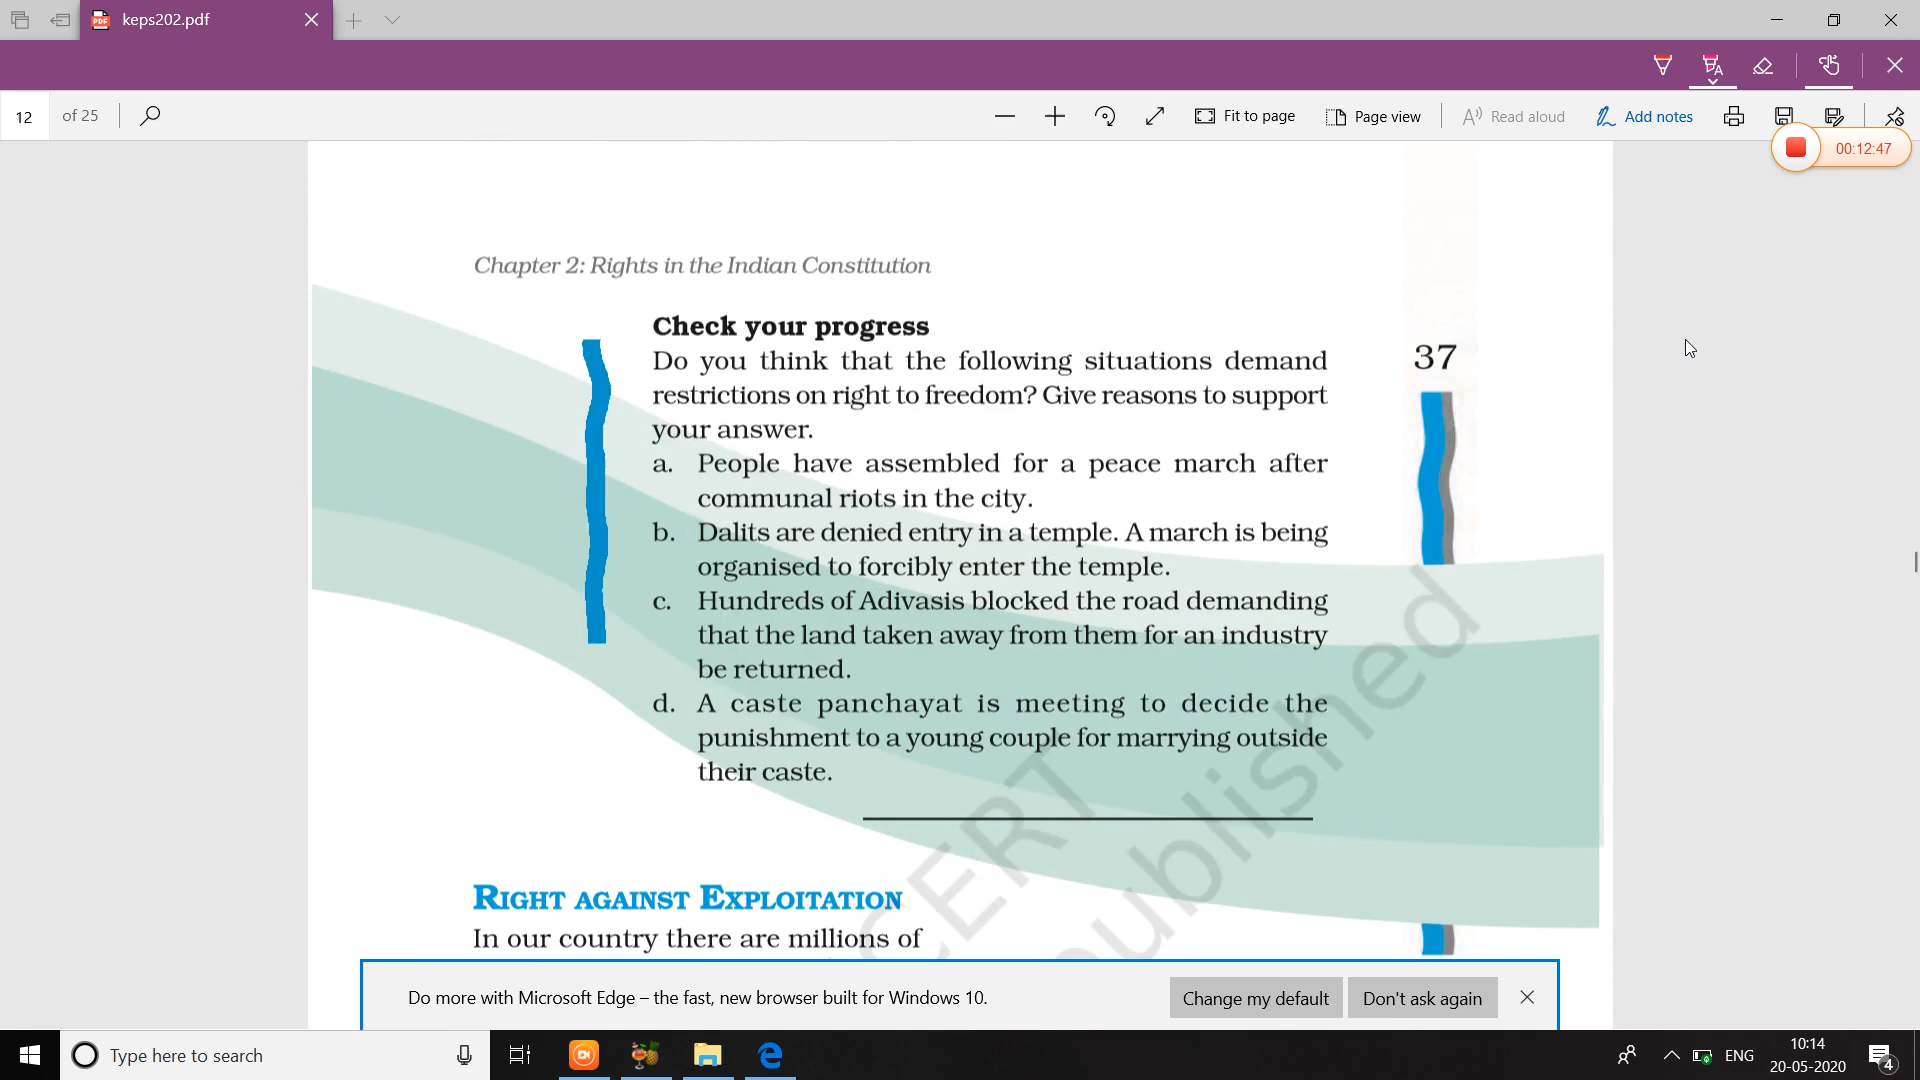 keps202.pdf
12 of 25
Fit to page
Page view
Read aloud
Add notes
00:12:47
Chapter 2: Rights in the Indian Constitution
Check your progress
Do you think that the following situations demand
restrictions on right to freedom? Give reasons to support
your answer.
a. People have assembled for a peace march after
communal riots in the city.
b. Dalits are denied entry in a temple. A march is being
organised to forcibly enter the temple.
c. Hundreds of Adivasis blocked the road demanding
that the land taken away from them for an industry
be returned.
d. A caste panchayat is meeting to decide the
punishment to a young couple for marrying outside
their caste.
37
RIGHT AGAINST EXPLOITATION
In our country there are millions of
CERT
published
Do more with Microsoft Edge – the fast, new browser built for Windows 10.
Change my default
Don't ask again
Type here to search
ENG
10:14
20-05-2020
4